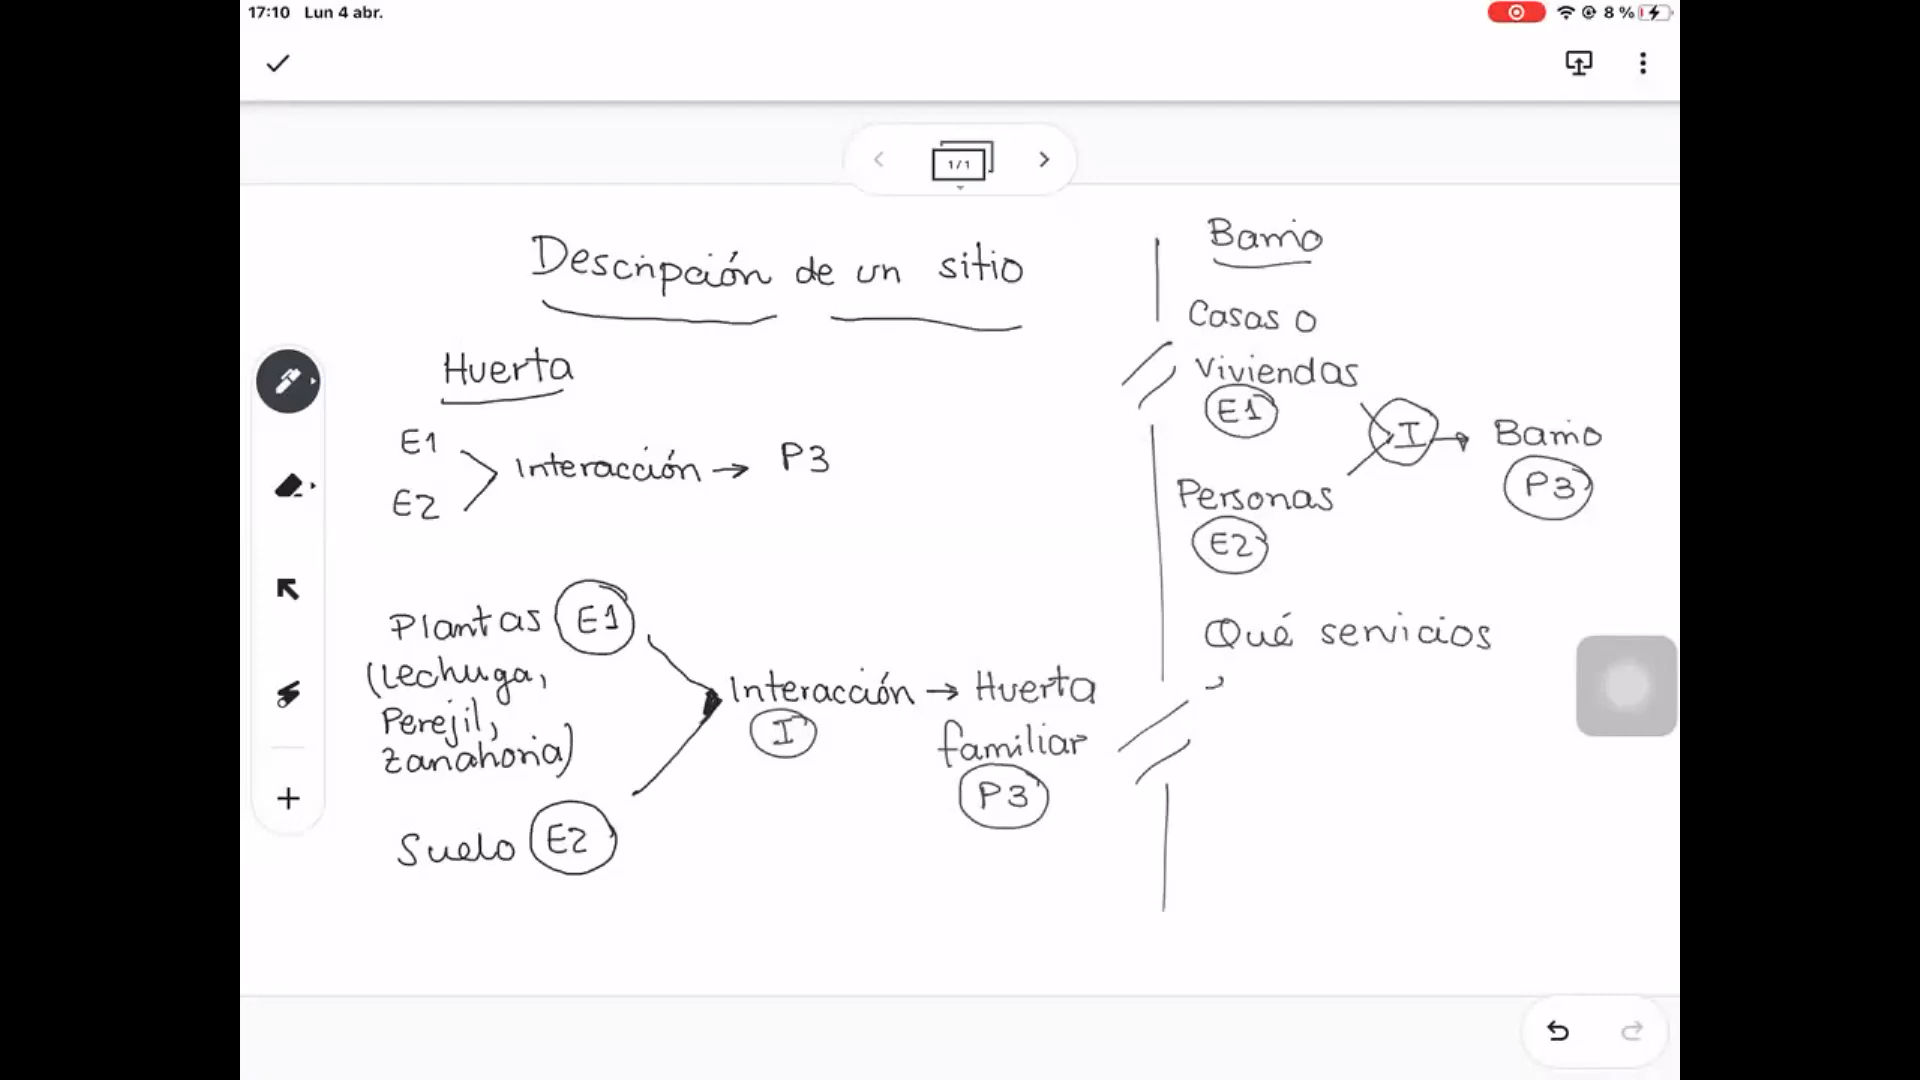 17:10 Lun 4 abr.
8 %
1/1
Descripción de un sitio
Huerta
E1
E2
Interacción → P3
Plantas E1
(Lechuga,
Perejil,
Zanahoria)
Suelo E2
Interacción → Huerta
I
familiar
P3
Barrio
Casas o
Viviendas
E1
I → Barrio
P3
Personas
E2
Qué servicios